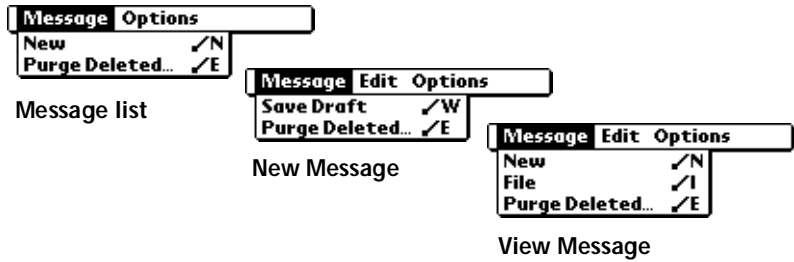 Message Options
New ✓N
Purge Deleted... ✓E
Message list
Message Edit Options
Save Draft ✓W
Purge Deleted... ✓E
New Message
Message Edit Options
New ✓N
File ✓I
Purge Deleted... ✓E
View Message